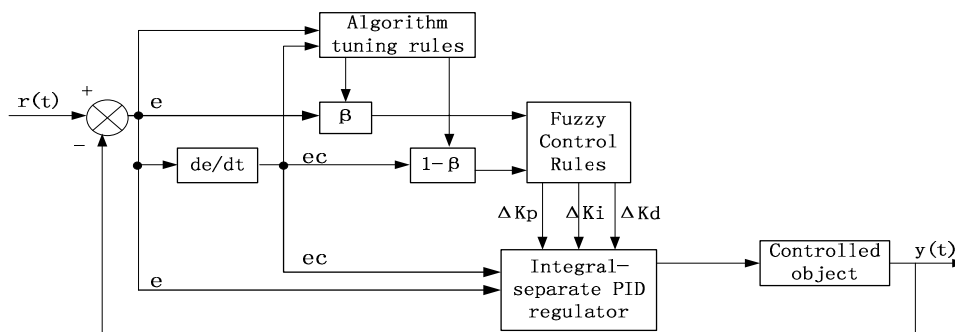 Algorithm
tuning rules
+
r(t)
e
β
Fuzzy
Control
Rules
−
de/dt
ec
1-β
ΔKp
ΔKi
ΔKd
ec
e
Integral-
separate PID
regulator
Controlled
object
y(t)